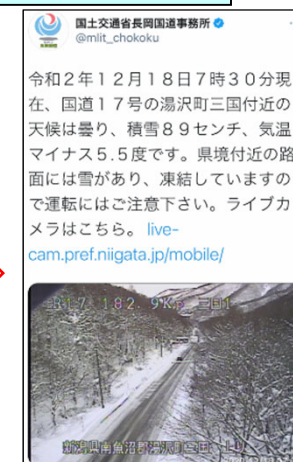 国土交通省長岡国道事務所
@mlit_chokoku
令和２年１２月１８日７時３０分現
在、国道１７号の湯沢町三国付近の
天候は曇り、積雪８９センチ、気温
マイナス５.５度です。県境付近の路
面には雪があり、凍結していますの
で運転にはご注意下さい。ライブカ
メラはこちら。 live-
cam.pref.niigata.jp/mobile/
R17 182.9Kp 三国1
新潟県南魚沼郡湯沢町三国